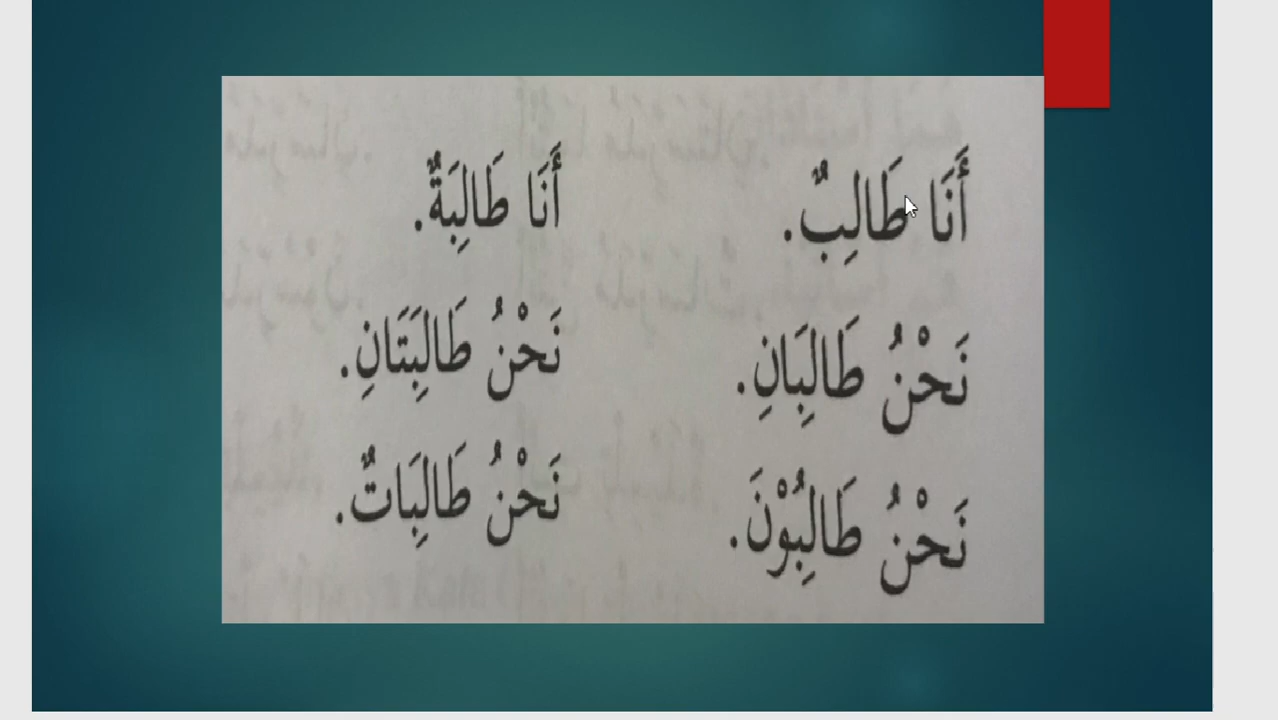 أَنَا طَالِبٌ.
نَحْنُ طَالِبَانِ.
نَحْنُ طَالِبُوْنَ.
أَنَا طَالِبَةٌ.
نَحْنُ طَالِبَتَانِ.
نَحْنُ طَالِبَاتٌ.